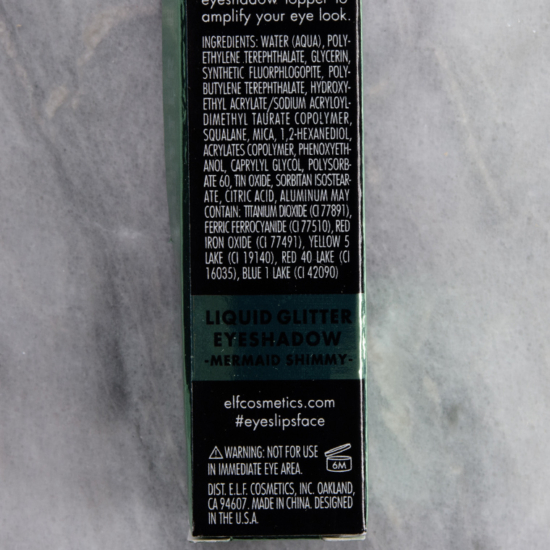 eyeshadow topper to
amplify your eye look.
INGREDIENTS: WATER (AQUA), POLY-
ETHYLENE TEREPHTHALATE, GLYCERIN,
SYNTHETIC FLUORPHLOGOPITE, POLY-
BUTYLENE TEREPHTHALATE, HYDROXY-
ETHYL ACRYLATE/SODIUM ACRYLOYL-
DIMETHYL TAURATE COPOLYMER,
SQUALANE, MICA, 1,2-HEXANEDIOL,
ACRYLATES COPOLYMER, PHENOXYETH-
ANOL, CAPRYLYL GLYCOL, POLYSORB-
ATE 60, TIN OXIDE, SORBITAN ISOSTEAR-
ATE, CITRIC ACID, ALUMINUM MAY
CONTAIN: TITANIUM DIOXIDE (CI 77891),
FERRIC FERROCYANIDE (CI 77510), RED
IRON OXIDE (CI 77491), YELLOW 5
LAKE (CI 19140), RED 40 LAKE (CI
16035), BLUE 1 LAKE (CI 42090)
LIQUID GLITTER
EYESHADOW
-MERMAID SHIMMY-
elfcosmetics.com
#eyeslipsface
WARNING: NOT FOR USE
IN IMMEDIATE EYE AREA.
6M
DIST. E.L.F. COSMETICS, INC. OAKLAND,
CA 94607. MADE IN CHINA. DESIGNED
IN THE U.S.A.